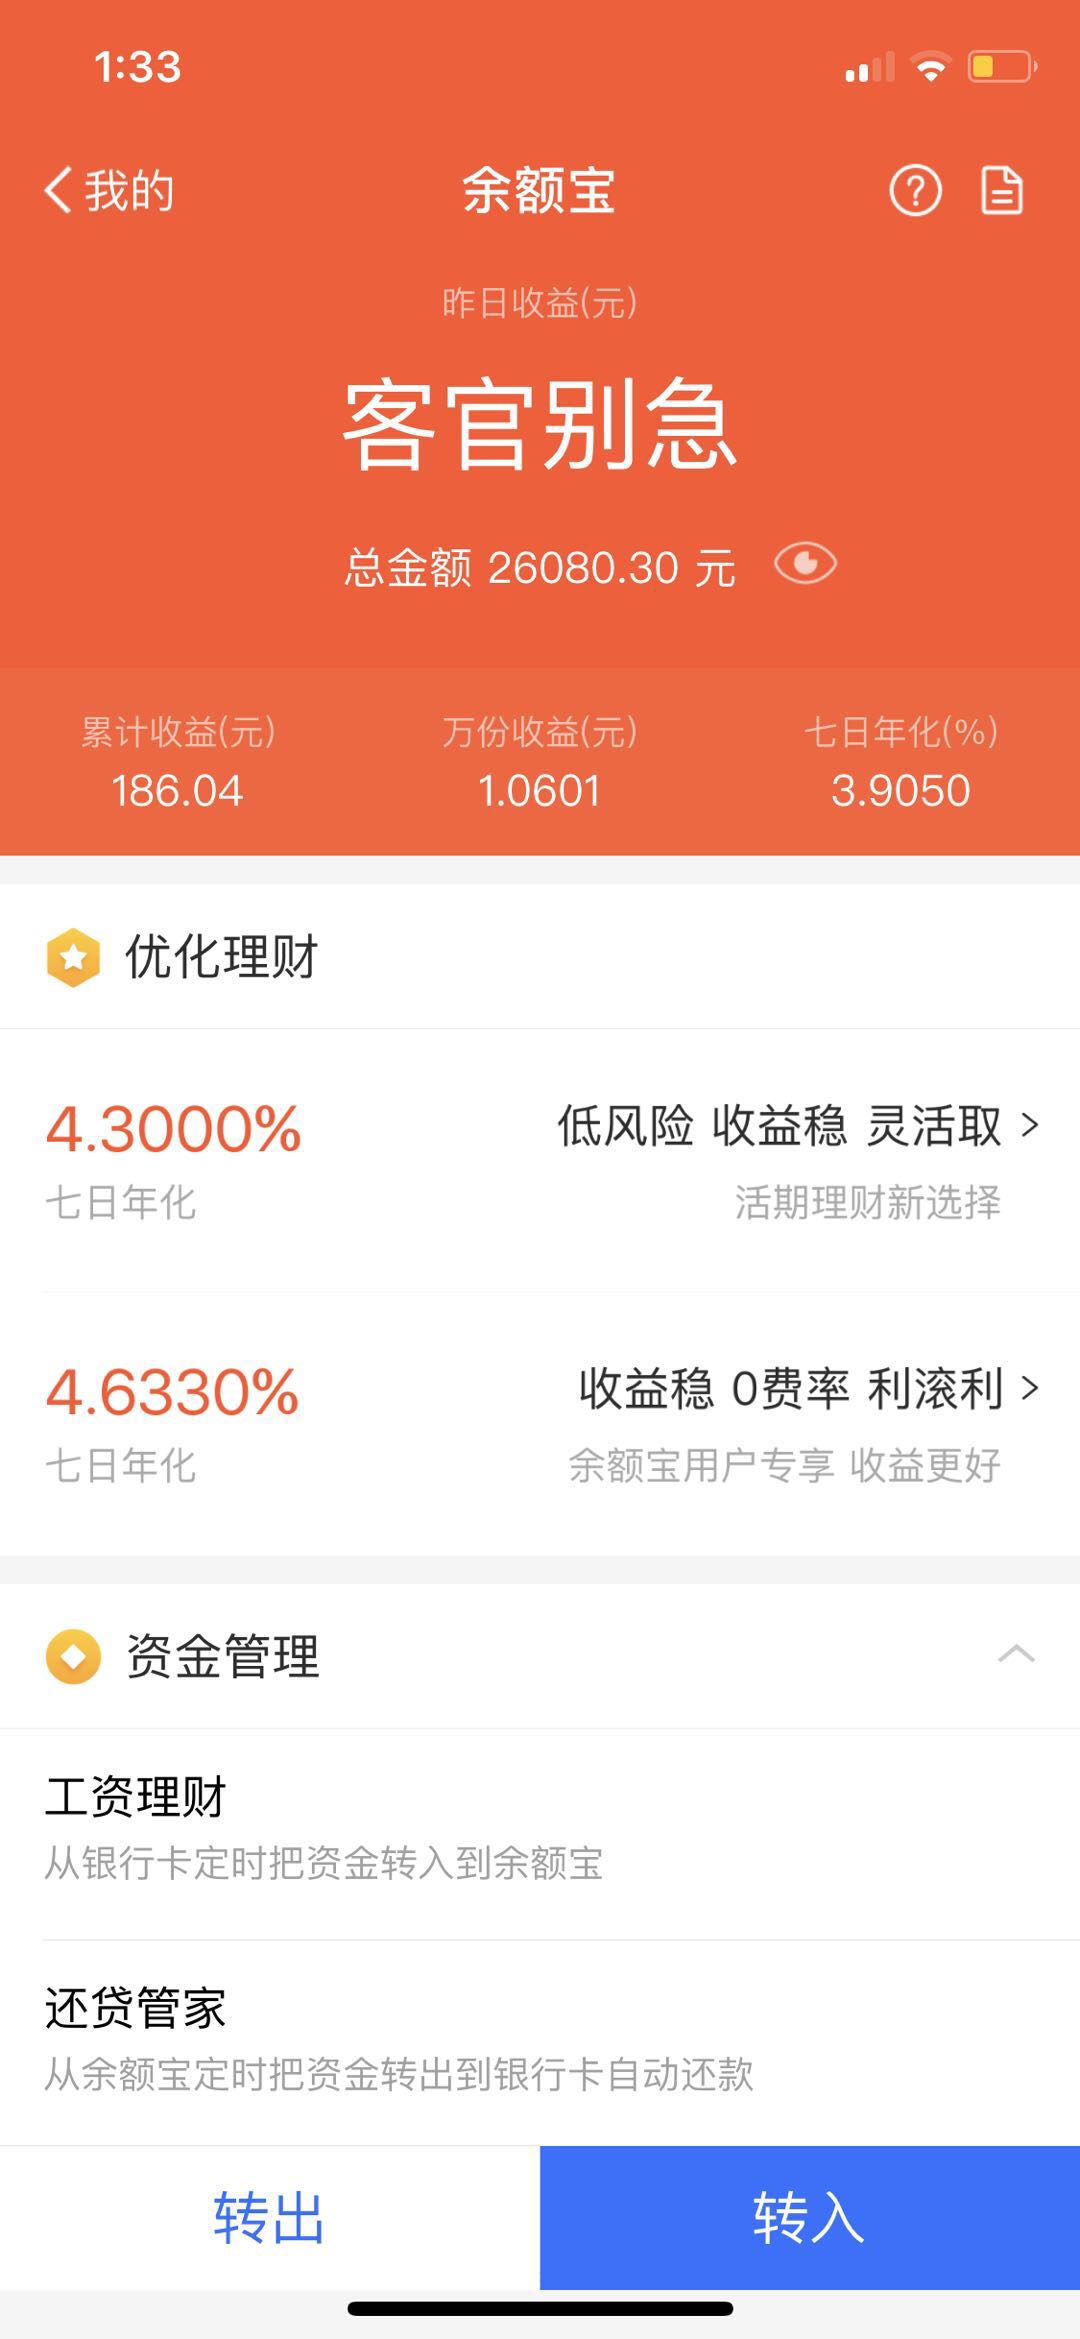 1:33
我的
余额宝
昨日收益(元)
客官别急
总金额 26080.30 元
累计收益(元) 万份收益(元) 七日年化(%)
186.04 1.0601 3.9050
优化理财
4.3000% 低风险 收益稳 灵活取 >
七日年化 活期理财新选择
4.6330% 收益稳 0费率 利滚利 >
七日年化 余额宝用户专享 收益更好
资金管理
工资理财
从银行卡定时把资金转入到余额宝
还贷管家
从余额宝定时把资金转出到银行卡自动还款
转出 转入